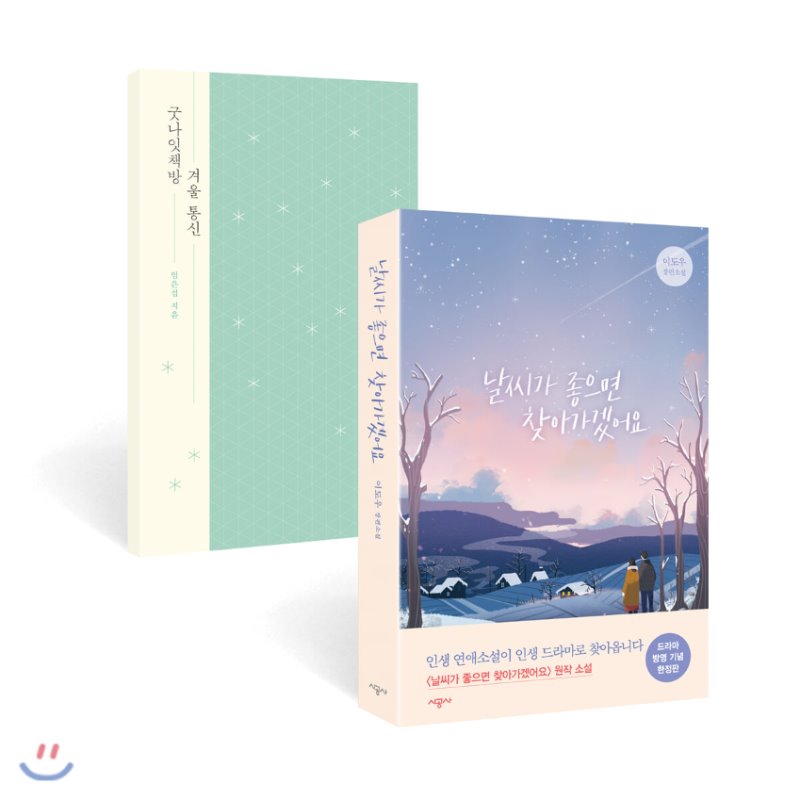 굿나잇책방
겨울 통신
임은섭 지음
날씨가 좋으면 찾아가겠어요
이도우 장편소설
시공사
이도우
장편소설
날씨가 좋으면
찾아가겠어요
인생 연애소설이 인생 드라마로 찾아옵니다
<날씨가 좋으면 찾아가겠어요> 원작 소설
시공사
드라마
방영 기념
한정판